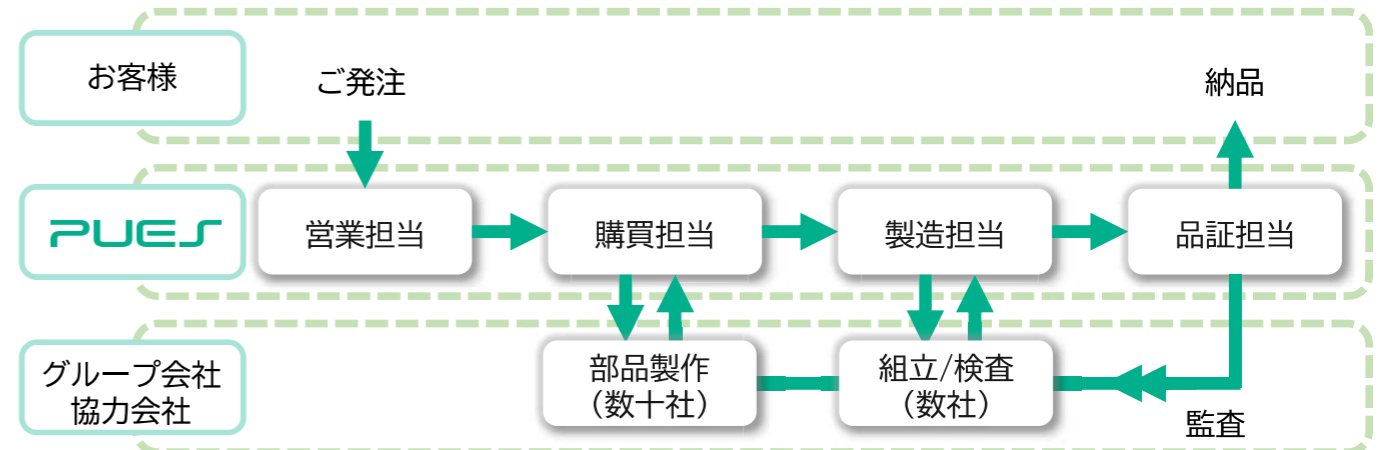 お客様
ご発注
納品
PUES
営業担当
購買担当
製造担当
品証担当
グループ会社
協力会社
部品製作
（数十社）
組立/検査
（数社）
監査